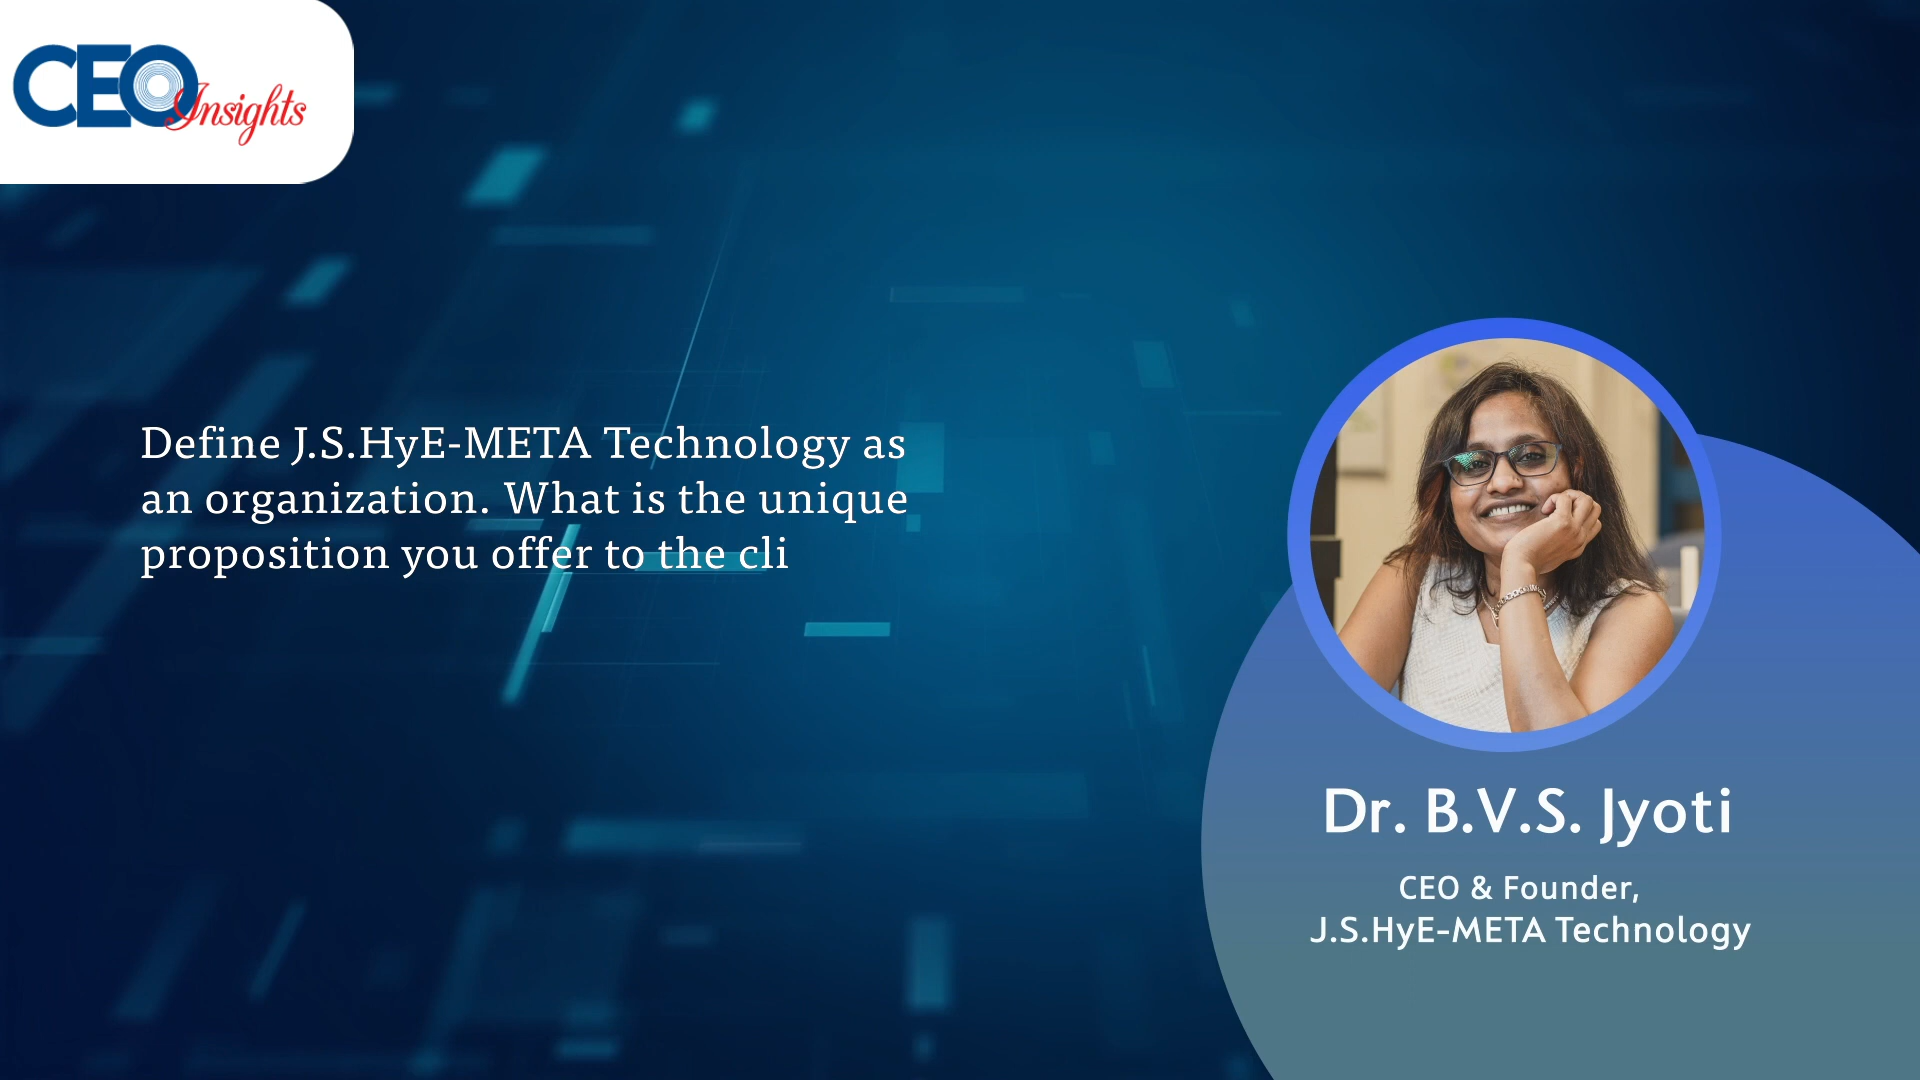 CEO Insights
Define J.S.HyE-META Technology as
an organization. What is the unique
proposition you offer to the cli
Dr. B.V.S. Jyoti
CEO & Founder,
J.S.HyE-META Technology